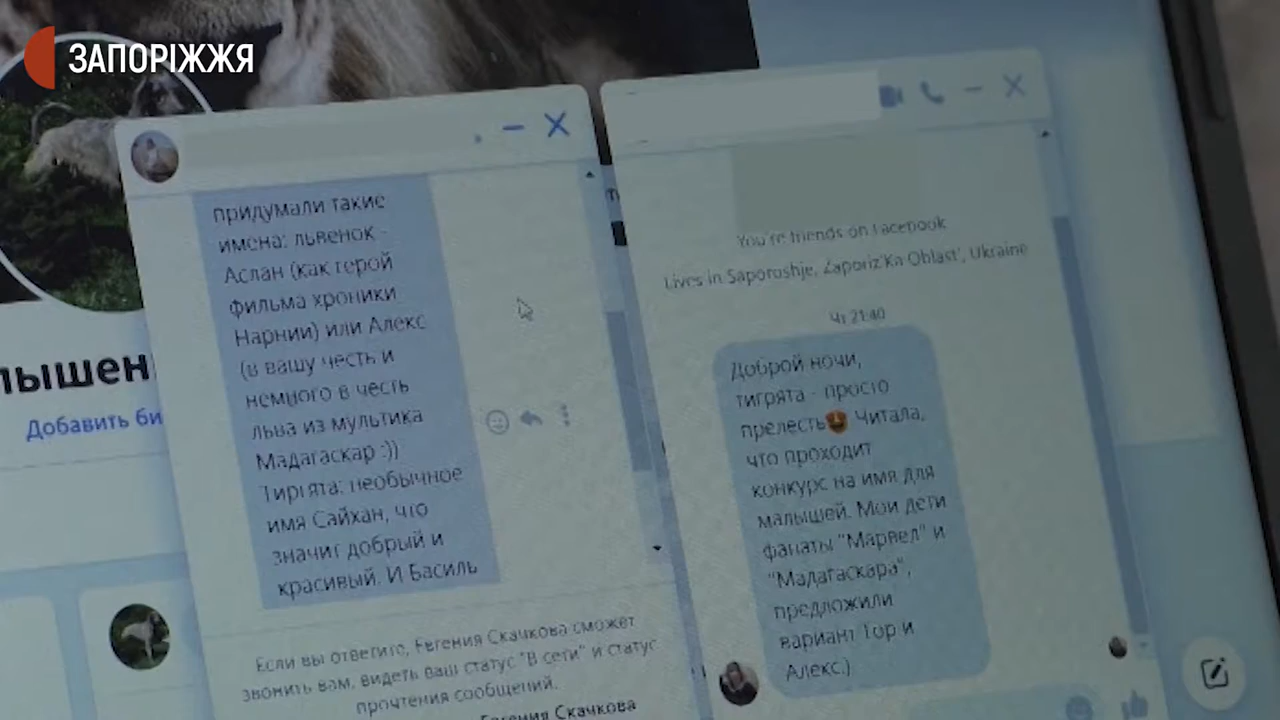 ЗАПОРІЖЖЯ
придумали такие
имена: львенок -
Аслан (как герой
фильма хроники
Нарнии) или Алекс
(в вашу честь и
немного в честь
льва из мультика
Мадагаскар :))
Тигрята: необычное
имя Сайхан, что
значит добрый и
красивый. И Басиль
Если вы ответите, Евгения Скачкова сможет
звонить вам, видеть ваш статус "В сети" и статус
прочтения сообщений.
Евгения Скачкова
You're friends on Facebook
Lives in Saporoshje, Zaporiz'Ka Oblast', Ukraine
Чт 21:40
Доброй ночи,
тигрята - просто
прелесть🤩 Читала,
что проходит
конкурс на имя для
малышей. Мои дети
фанаты "Марвел" и
"Мадагаскара",
предложили
вариант Тор и
Алекс.)
лышен
Добавить би